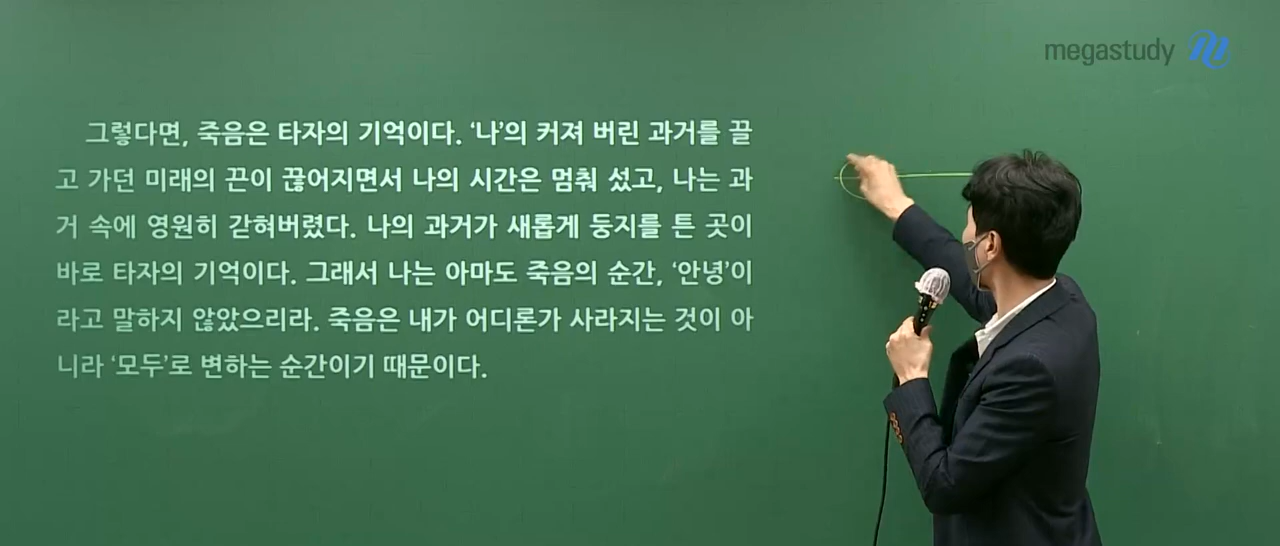 megastudy
그렇다면, 죽음은 타자의 기억이다. ‘나’의 커져 버린 과거를 끌
고 가던 미래의 끈이 끊어지면서 나의 시간은 멈춰 섰고, 나는 과
거 속에 영원히 갇혀버렸다. 나의 과거가 새롭게 둥지를 튼 곳이
바로 타자의 기억이다. 그래서 나는 아마도 죽음의 순간, ‘안녕’이
라고 말하지 않았으리라. 죽음은 내가 어디론가 사라지는 것이 아
니라 ‘모두’로 변하는 순간이기 때문이다.